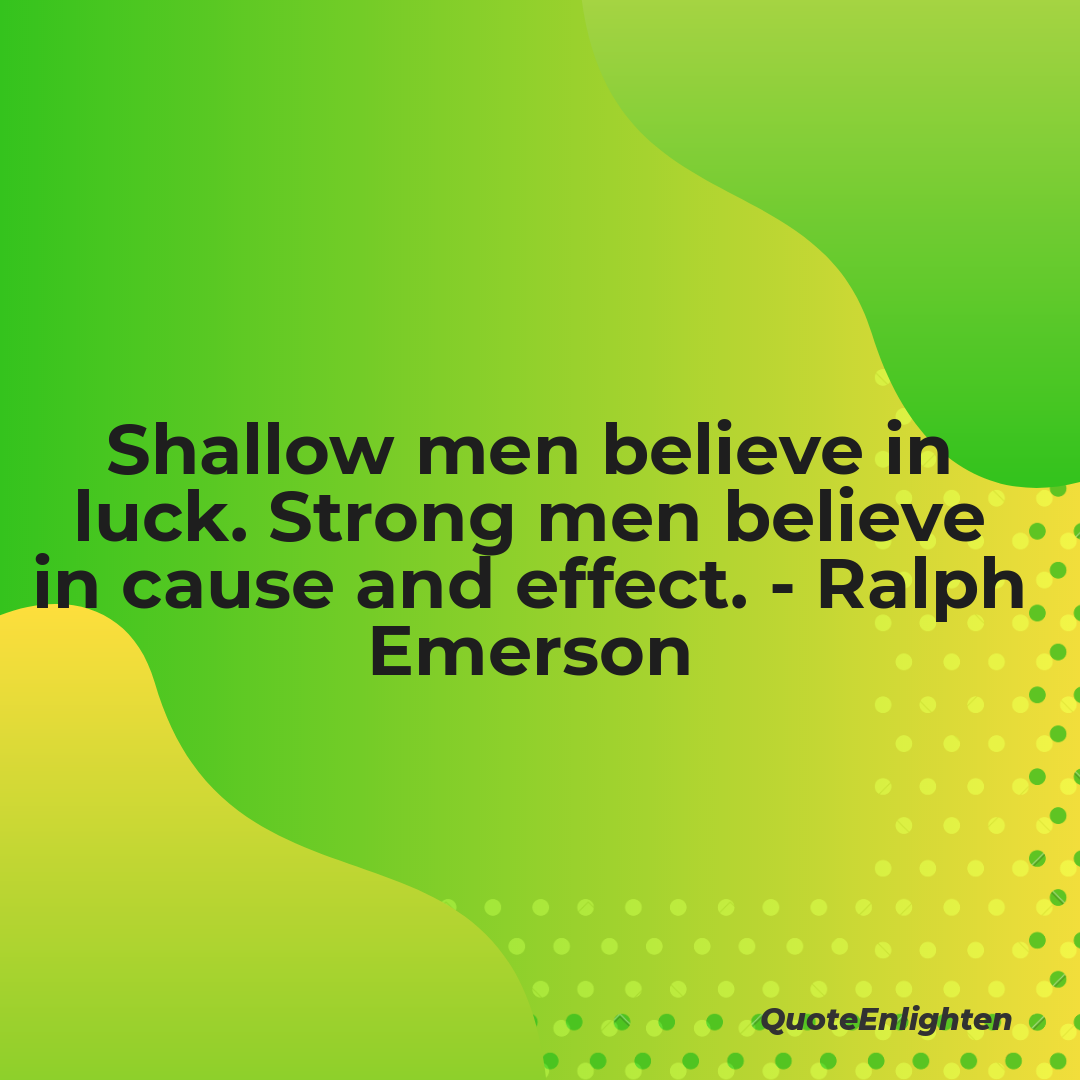 Shallow men believe in
luck. Strong men believe
in cause and effect. - Ralph
Emerson
QuoteEnlighten